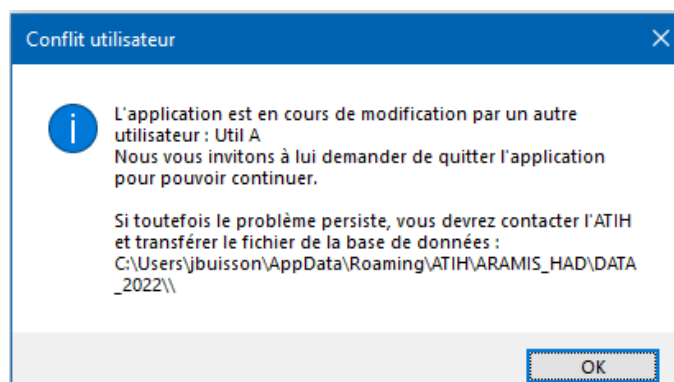 Conflit utilisateur
L'application est en cours de modification par un autre
utilisateur : Util A
Nous vous invitons à lui demander de quitter l'application
pour pouvoir continuer.
Si toutefois le problème persiste, vous devrez contacter l'ATIH
et transférer le fichier de la base de données :
C:\Users\jbuisson\AppData\Roaming\ATIH\ARAMIS_HAD\DATA
_2022\\
OK